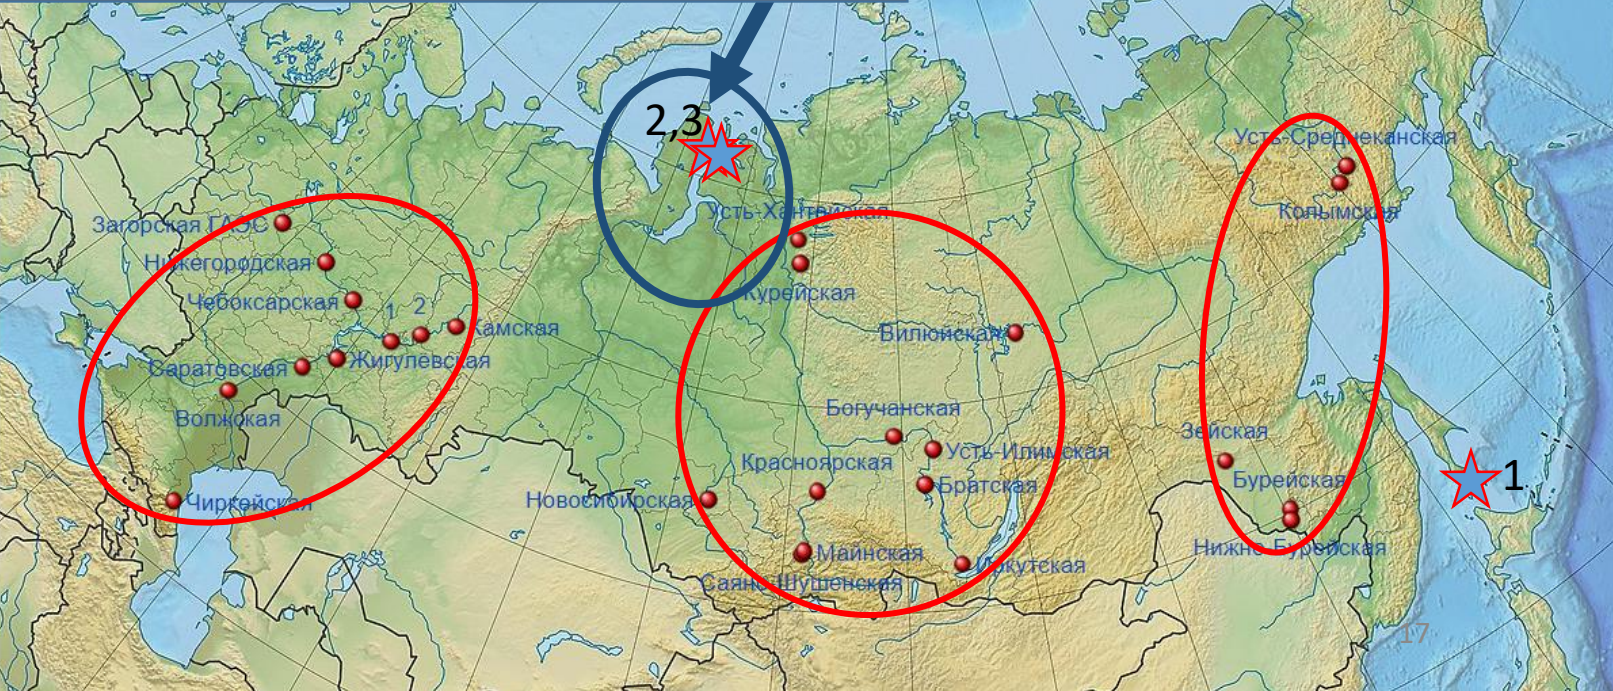 2,3
Усть-Среднеканская
Колымская
Усть-Хантайская
Загорская ГАЭС
Нижегородская
Курейская
Чебоксарская
1
2
Камская
Вилюйская
Жигулевская
Саратовская
Волжская
Богучанская
Зейская
Усть-Илимская
Красноярская
Бурейская
1
Братская
Новосибирская
Чиркейская
Нижне-Бурейская
Майнская
Иркутская
Саяно-Шушенская
17